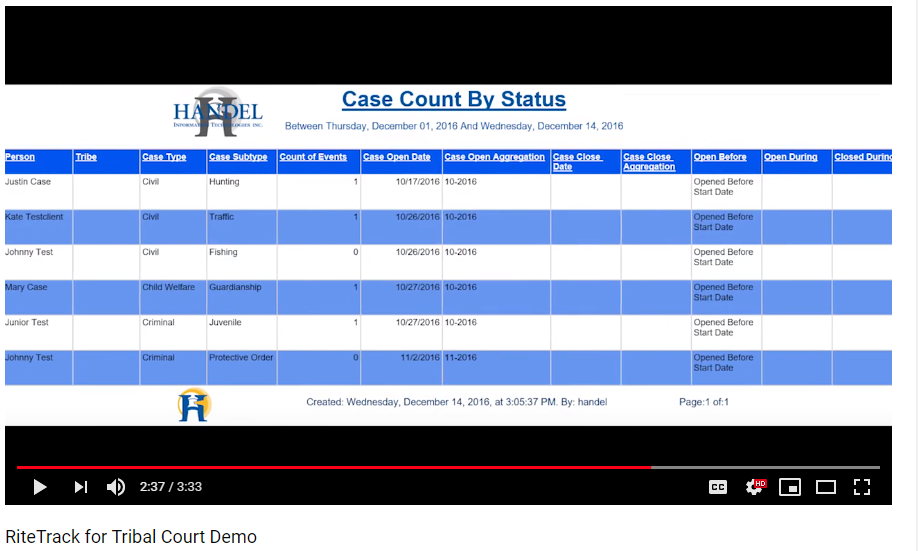 HANDEL
INFORMATION TECHNOLOGIES INC.
Case Count By Status
Between Thursday, December 01, 2016 And Wednesday, December 14, 2016
Person Tribe Case Type Case Subtype Count of Events Case Open Date Case Open Aggregation Case Close Date Case Close Aggregation Open Before Open During Closed During
Justin Case Civil Hunting 1 10/17/2016 10-2016 Opened Before Start Date
Kate Testclient Civil Traffic 1 10/26/2016 10-2016 Opened Before Start Date
Johnny Test Civil Fishing 0 10/26/2016 10-2016 Opened Before Start Date
Mary Case Child Welfare Guardianship 1 10/27/2016 10-2016 Opened Before Start Date
Junior Test Criminal Juvenile 1 10/27/2016 10-2016 Opened Before Start Date
Johnny Test Criminal Protective Order 0 11/2/2016 11-2016 Opened Before Start Date
H
Created: Wednesday, December 14, 2016, at 3:05:37 PM. By: handel Page:1 of:1
2:37 / 3:33 CC HD
RiteTrack for Tribal Court Demo